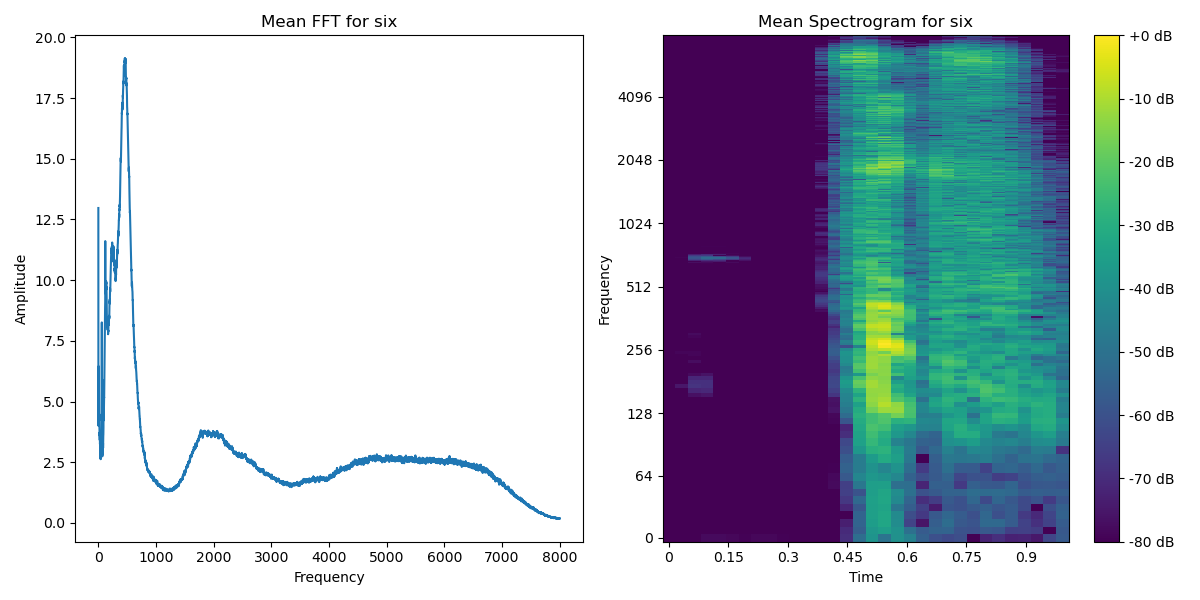 Mean FFT for six
20.0
17.5
15.0
12.5
10.0
7.5
5.0
2.5
0.0
Amplitude
0 1000 2000 3000 4000 5000 6000 7000 8000
Frequency
Mean Spectrogram for six
4096
2048
1024
512
256
128
64
0
Frequency
0 0.15 0.3 0.45 0.6 0.75 0.9
Time
+0 dB
-10 dB
-20 dB
-30 dB
-40 dB
-50 dB
-60 dB
-70 dB
-80 dB